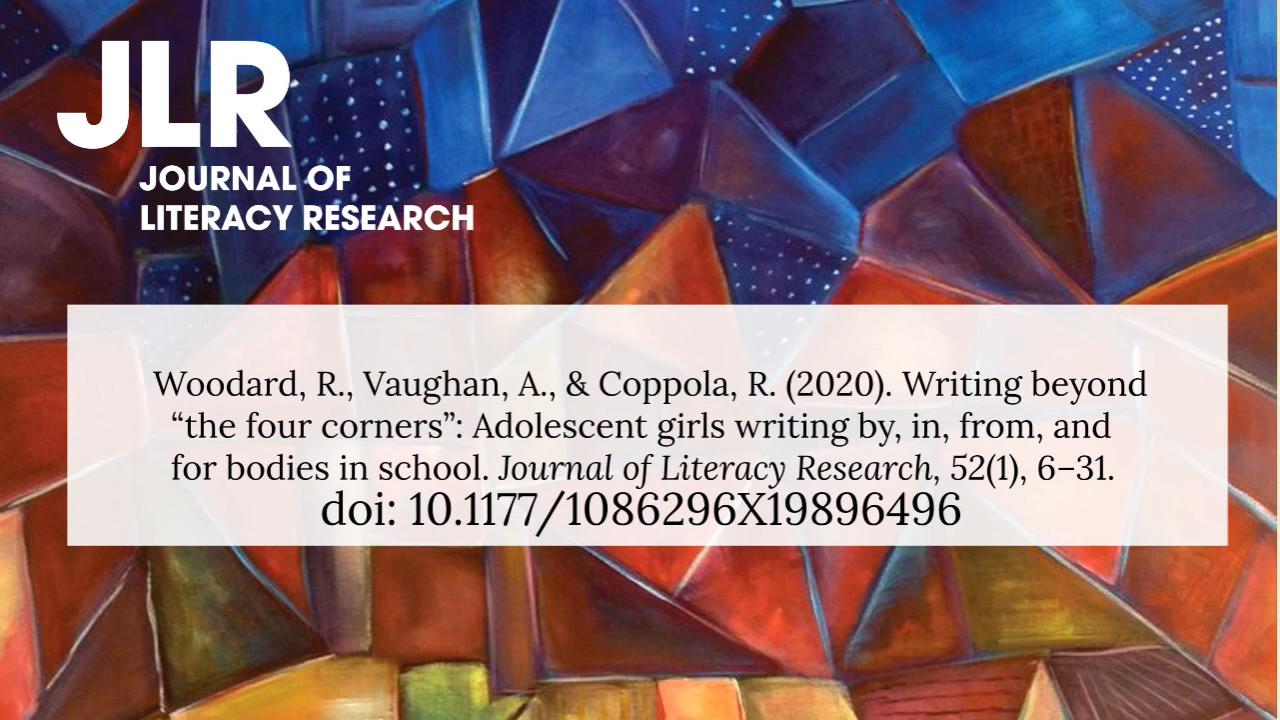 JLR
JOURNAL OF
LITERACY RESEARCH
Woodard, R., Vaughan, A., & Coppola, R. (2020). Writing beyond
“the four corners”: Adolescent girls writing by, in, from, and
for bodies in school. Journal of Literacy Research, 52(1), 6–31.
doi: 10.1177/1086296X19896496